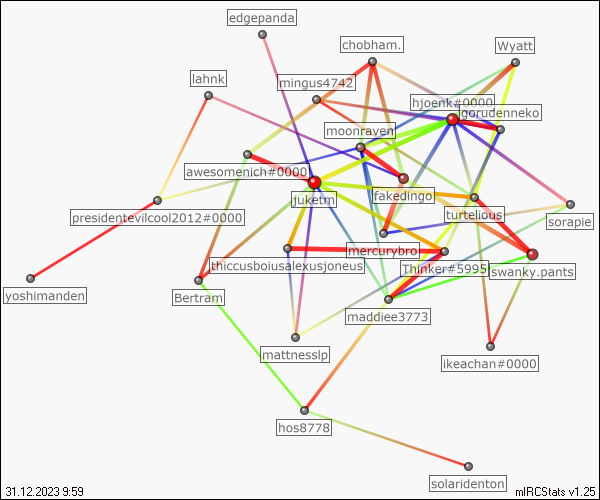 edgepanda
chobham.
Wyatt
lahnk
mingus4742
hjoenk#0000
gorudenneko
moonraven
awesomenich#0000
juketm
fakedingo
turtelious
sorapie
presidentevilcool2012#0000
mercurybro
thiccusboiusalexusjoneus
Thinker#5995
swanky.pants
yoshimanden
Bertram
maddiee3773
mattnesslp
ikeachan#0000
hos8778
solaridenton
31.12.2023 9:59
mIRCStats v1.25